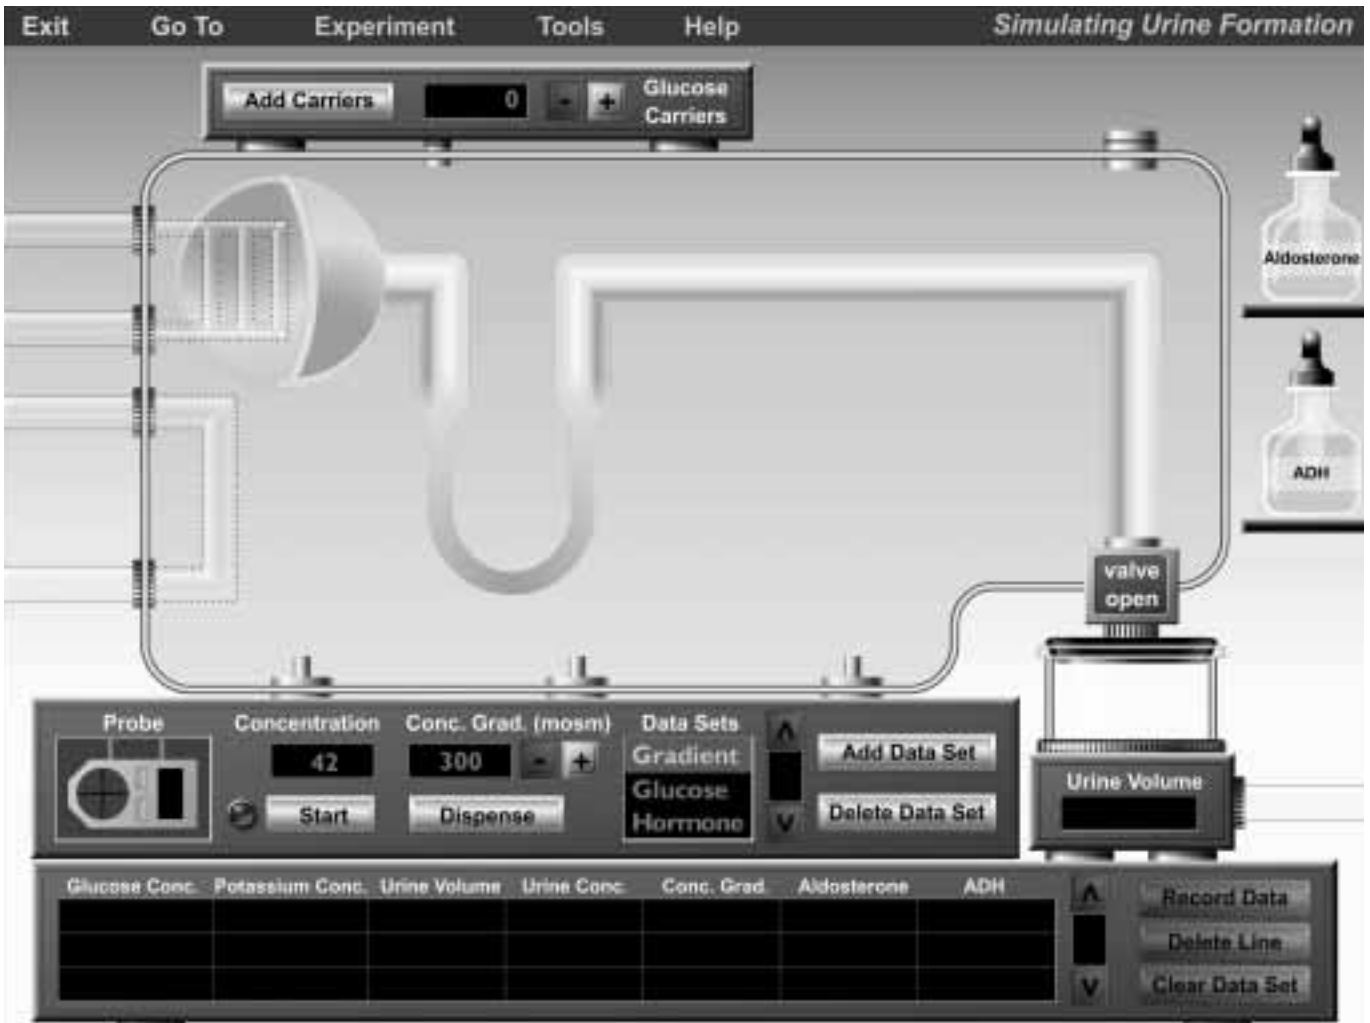 Exit Go To Experiment Tools Help Simulating Urine Formation
Add Carriers 0 - + Glucose
Carriers
Aldosterone
ADH
valve
open
Probe Concentration Conc. Grad. (mosm) Data Sets
42 300 - + Gradient Add Data Set
Glucose
Start Dispense Hormone Delete Data Set
Urine Volume
Glucose Conc. Potassium Conc. Urine Volume Urine Conc. Conc. Grad. Aldosterone ADH
Record Data
Delete Line
Clear Data Set